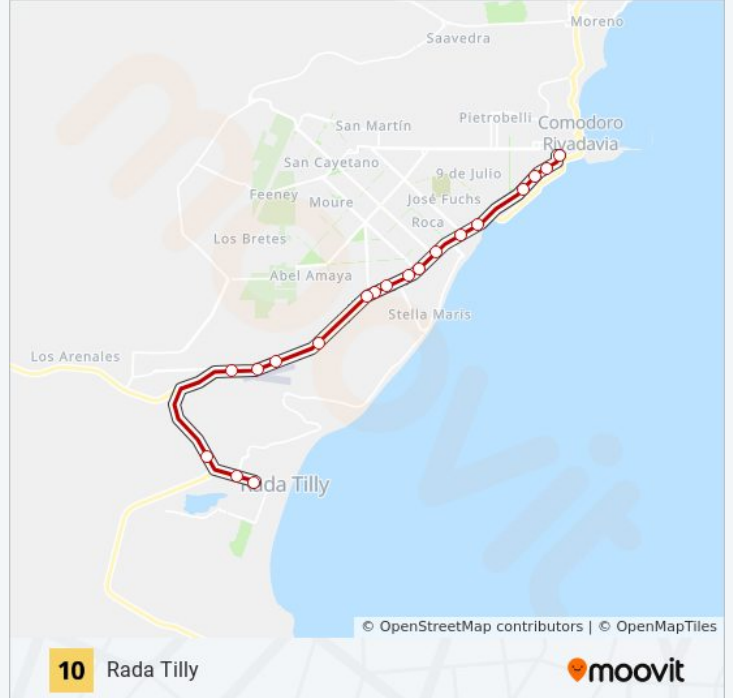 Moreno
Saavedra
Pietrobelli
Comodoro
Rivadavia
San Martín
San Cayetano
9 de Julio
José Fuchs
Feeney
Moure
Roca
Los Bretes
Abel Amaya
Stella Maris
Los Arenales
Rada Tilly
moovit
© OpenStreetMap contributors | © OpenMapTiles
10 Rada Tilly
moovit